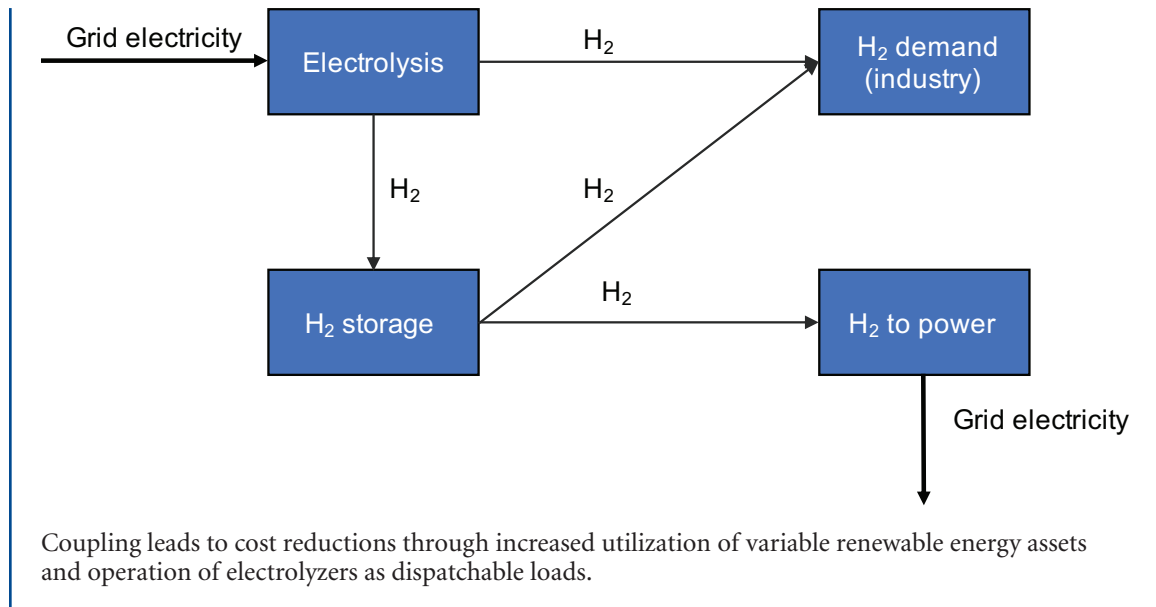 Grid electricity
Electrolysis
H₂
H₂ demand
(industry)
H₂
H₂
H₂ storage
H₂
H₂ to power
Grid electricity
Coupling leads to cost reductions through increased utilization of variable renewable energy assets
and operation of electrolyzers as dispatchable loads.